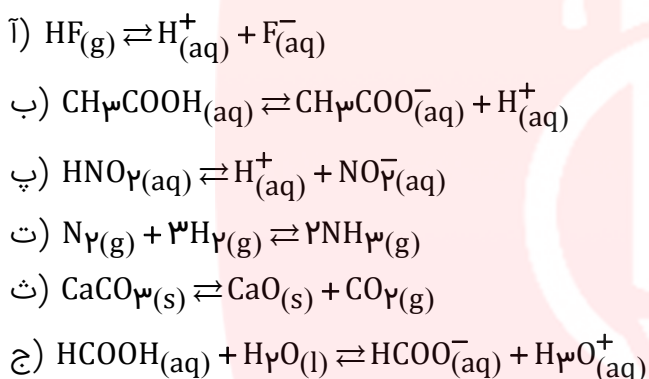 آ) HF(g) ⇄ H⁺(aq) + F⁻(aq)
ب) CH۳COOH(aq) ⇄ CH۳COO⁻(aq) + H⁺(aq)
پ) HNO۲(aq) ⇄ H⁺(aq) + NO۲⁻(aq)
ت) N۲(g) + ۳H۲(g) ⇄ ۲NH۳(g)
ث) CaCO۳(s) ⇄ CaO(s) + CO۲(g)
ج) HCOOH(aq) + H۲O(l) ⇄ HCOO⁻(aq) + H۳O⁺(aq)